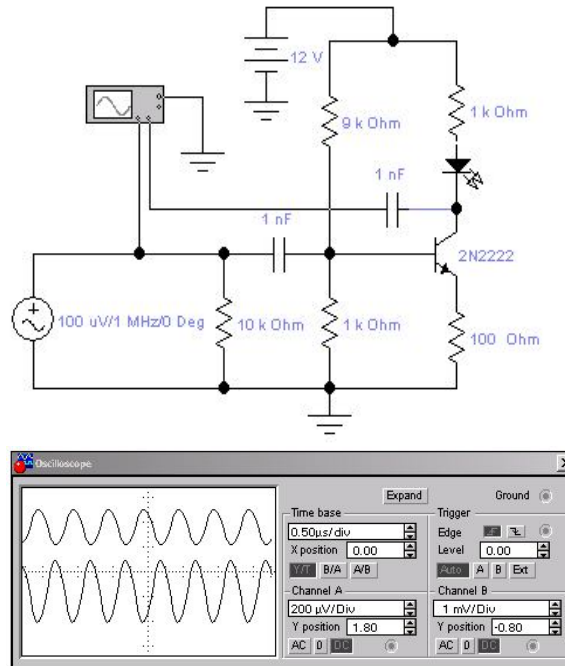 12 V
9 k Ohm
1 k Ohm
1 nF
1 nF
2N2222
100 uV/1 MHz/0 Deg
10 k Ohm
1 k Ohm
100 Ohm
Oscilloscope
Expand
Ground
Time base
0.50µs/div
X position 0.00
Y/T B/A A/B
Trigger
Edge
Level 0.00
Auto A B Ext
Channel A
200 µV/Div
Y position 1.80
AC 0 DC
Channel B
1 mV/Div
Y position -0.80
AC 0 DC